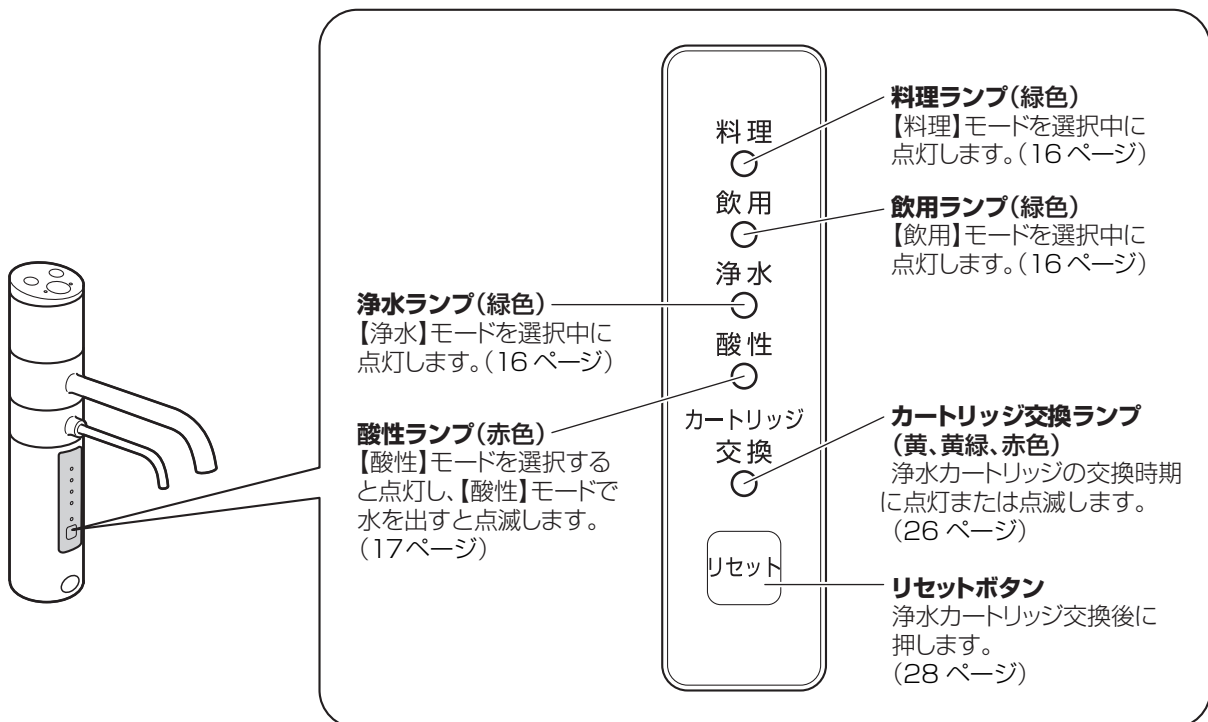 料理
飲用
浄水
酸性
カートリッジ
交換
リセット
料理ランプ(緑色)
【料理】モードを選択中に
点灯します。(16 ページ)
飲用ランプ(緑色)
【飲用】モードを選択中に
点灯します。(16 ページ)
浄水ランプ(緑色)
【浄水】モードを選択中に
点灯します。(16 ページ)
酸性ランプ(赤色)
【酸性】モードを選択する
と点灯し、【酸性】モードで
水を出すと点滅します。
(17ページ)
カートリッジ交換ランプ
(黄、黄緑、赤色)
浄水カートリッジの交換時期
に点灯または点滅します。
(26 ページ)
リセットボタン
浄水カートリッジ交換後に
押します。
(28 ページ)